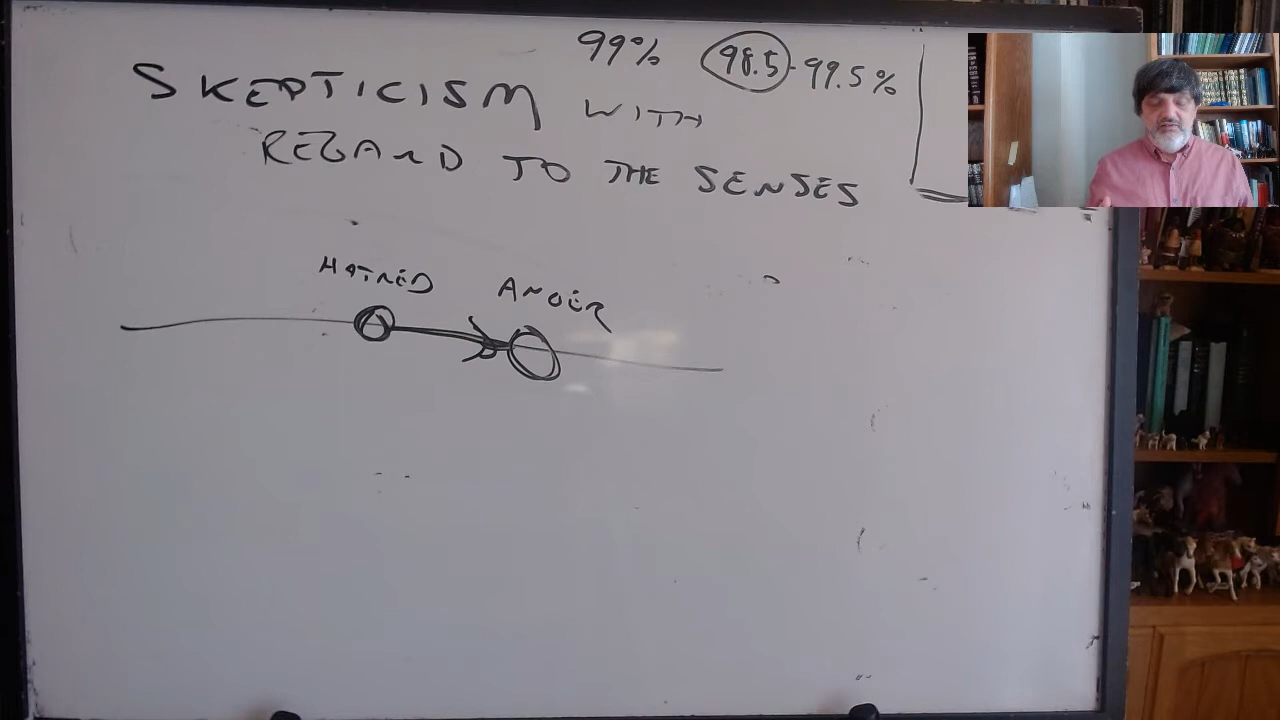 99% 98.5-99.5%
SKEPTICISM WITH
REGARD TO THE SENSES
HATRED ANGER